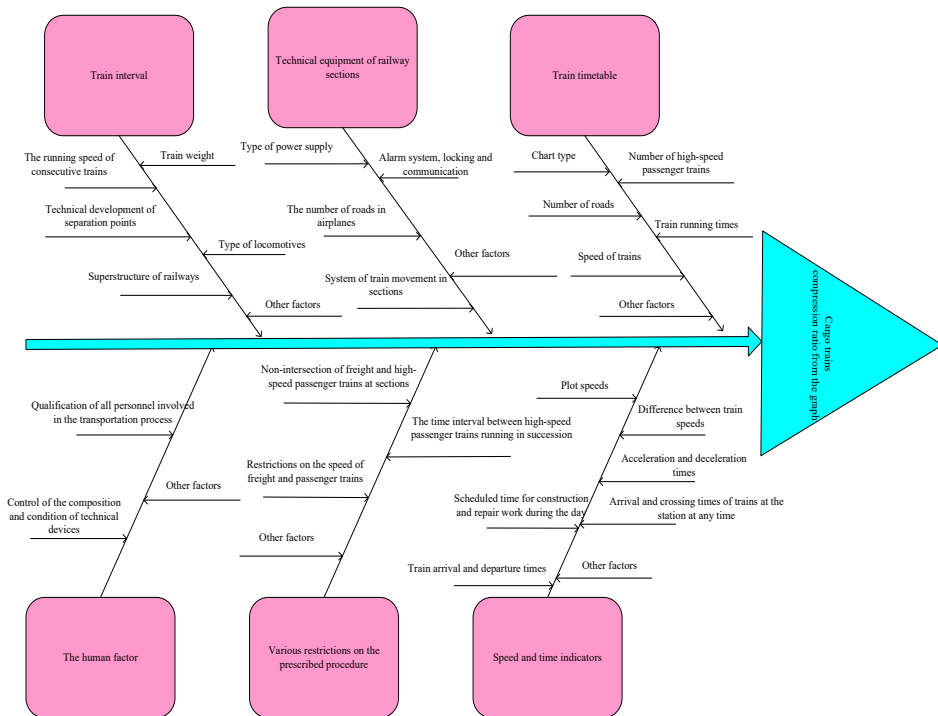 Train interval
Technical equipment of railway
sections
Train timetable
The running speed of
consecutive trains
Train weight
Technical development of
separation points
Type of locomotives
Superstructure of railways
Other factors
Type of power supply
Alarm system, locking and
communication
The number of roads in
airplanes
Other factors
System of train movement in
sections
Chart type
Number of high-speed
passenger trains
Number of roads
Train running times
Speed of trains
Other factors
Cargo trains
compression ratio from the graph
Qualification of all personnel involved
in the transportation process
Other factors
Control of the composition
and condition of technical
devices
Non-intersection of freight and high-
speed passenger trains at sections
The time interval between high-speed
passenger trains running in succession
Restrictions on the speed of
freight and passenger trains
Other factors
Plot speeds
Difference between train
speeds
Acceleration and deceleration
times
Scheduled time for construction
and repair work during the day
Arrival and crossing times of trains at the
station at any time
Train arrival and departure times
Other factors
The human factor
Various restrictions on the
prescribed procedure
Speed and time indicators